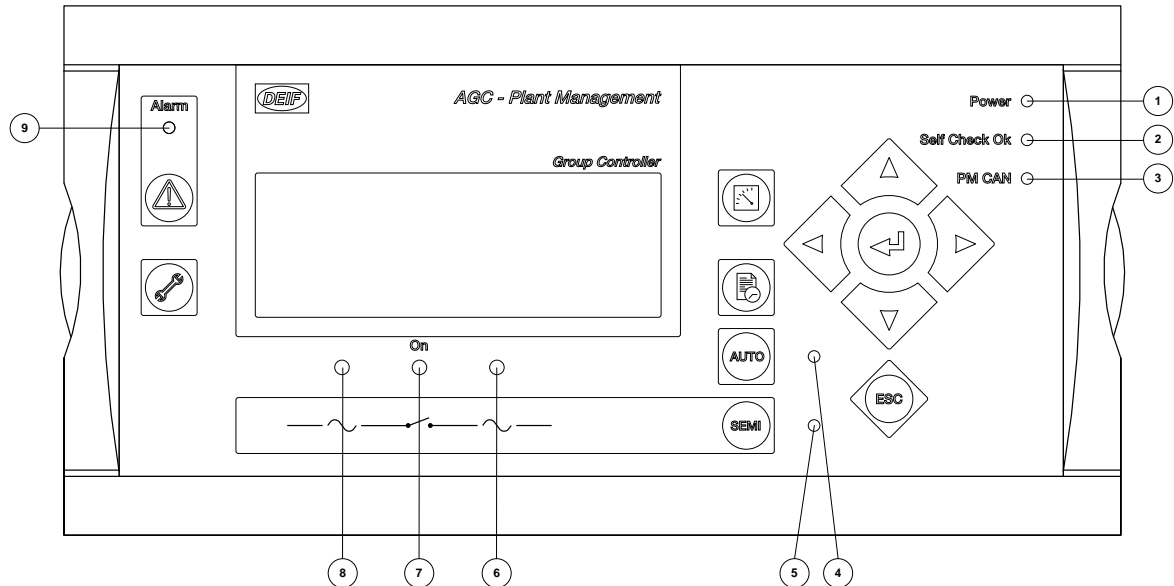 Alarm
DEIF
AGC - Plant Management
Group Controller
Power
Self Check Ok
PM CAN
1
2
3
9
On
AUTO
SEMI
ESC
8
7
6
5
4